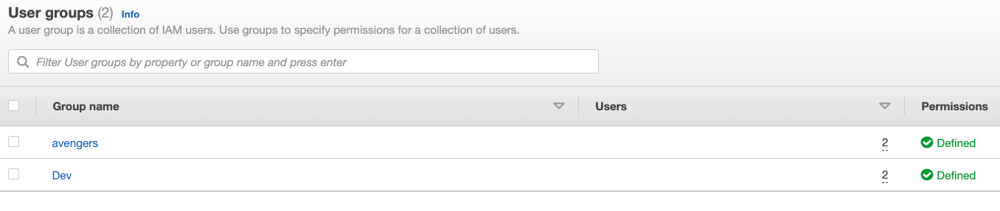 User groups (2) Info
A user group is a collection of IAM users. Use groups to specify permissions for a collection of users.
Filter User groups by property or group name and press enter
Group name Users Permissions
avengers 2 Defined
Dev 2 Defined